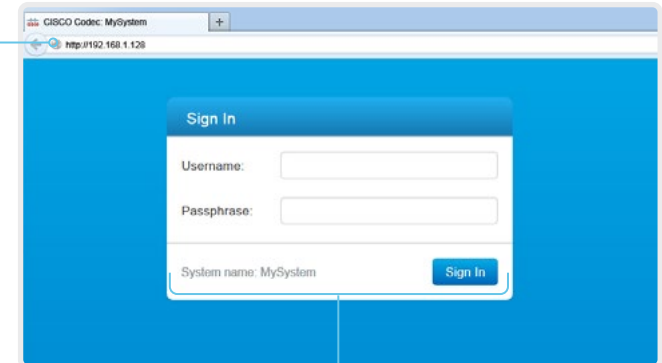 CISCO Codec: MySystem
+
http://192.168.1.128
Sign In
Username:
Passphrase:
System name: MySystem
Sign In